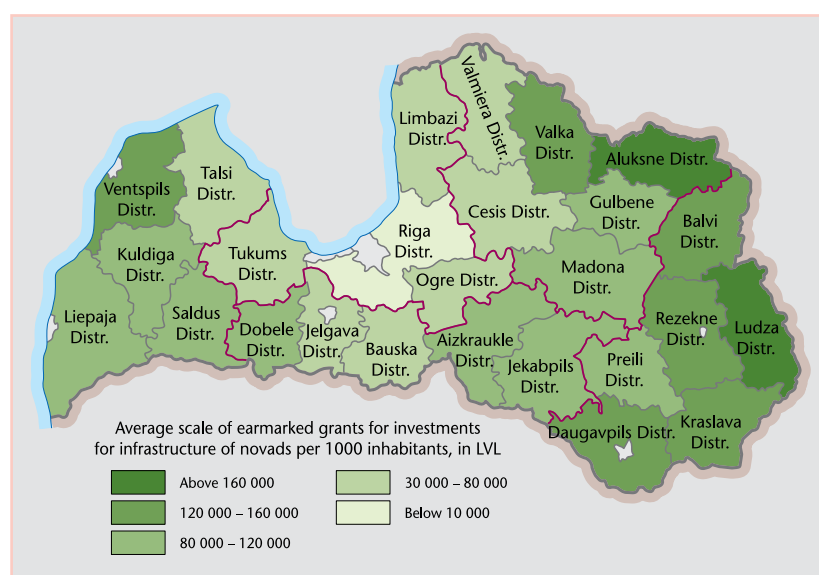 Valmiera Distr.
Limbazi
Distr.
Valka
Distr.
Aluksne Distr.
Talsi
Distr.
Ventspils
Distr.
Cesis Distr.
Gulbene
Distr.
Balvi
Distr.
Riga
Distr.
Kuldiga
Distr.
Tukums
Distr.
Madona
Distr.
Ogre Distr.
Liepaja
Distr.
Saldus
Distr.
Dobele
Distr.
Jelgava
Distr.
Bauska
Distr.
Aizkraukle
Distr.
Jekabpils
Distr.
Preili
Distr.
Rezekne
Distr.
Ludza
Distr.
Daugavpils Distr.
Kraslava
Distr.
Average scale of earmarked grants for investments
for infrastructure of novads per 1000 inhabitants, in LVL
Above 160 000
120 000 – 160 000
80 000 – 120 000
30 000 – 80 000
Below 10 000